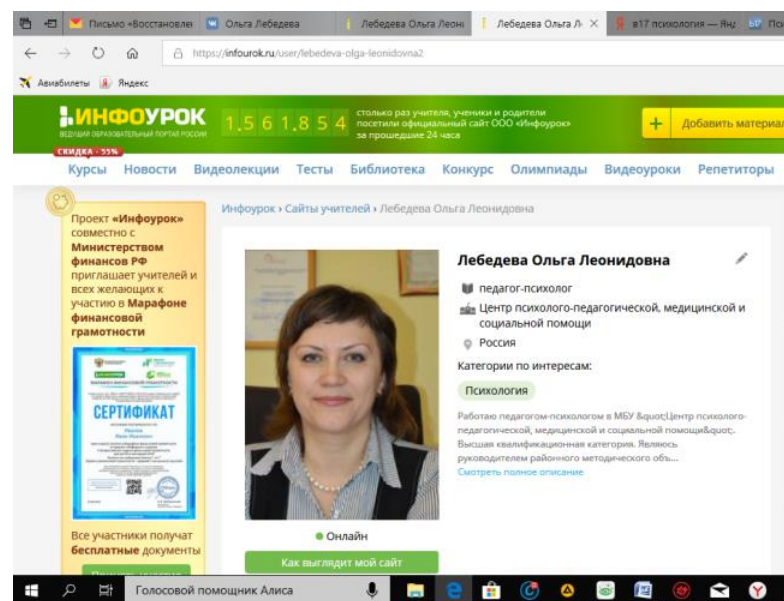 Письмо «Восстановлен
Ольга Лебедева
Лебедева Ольга Леони
Лебедева Ольга Л
в17 психология — Янд
Пси
https://infourok.ru/user/lebedeva-olga-leonidovna2
Авиабилеты
Яндекс
ИНФОУРОК
ВЕДУЩИЙ ОБРАЗОВАТЕЛЬНЫЙ ПОРТАЛ РОССИИ
1.561.854
столько раз учителя, ученики и родители
посетили официальный сайт ООО «Инфоурок»
за прошедшие 24 часа
+ Добавить материал
СКИДКА - 55%
Курсы Новости Видеолекции Тесты Библиотека Конкурс Олимпиады Видеоуроки Репетиторы
Проект «Инфоурок»
совместно с
Министерством
финансов РФ
приглашает учителей и
всех желающих к
участию в Марафоне
финансовой
грамотности
СЕРТИФИКАТ
Все участники получат
бесплатные документы
Инфоурок › Сайты учителей › Лебедева Ольга Леонидовна
Лебедева Ольга Леонидовна
педагог-психолог
Центр психолого-педагогической, медицинской и
социальной помощи
Россия
Категории по интересам:
Психология
Работаю педагогом-психологом в МБУ &quot;Центр психолого-
педагогической, медицинской и социальной помощи&quot;.
Высшая квалификационная категория. Являюсь
руководителем районного методического объ...
Смотреть полное описание
Онлайн
Как выглядит мой сайт
Голосовой помощник Алиса